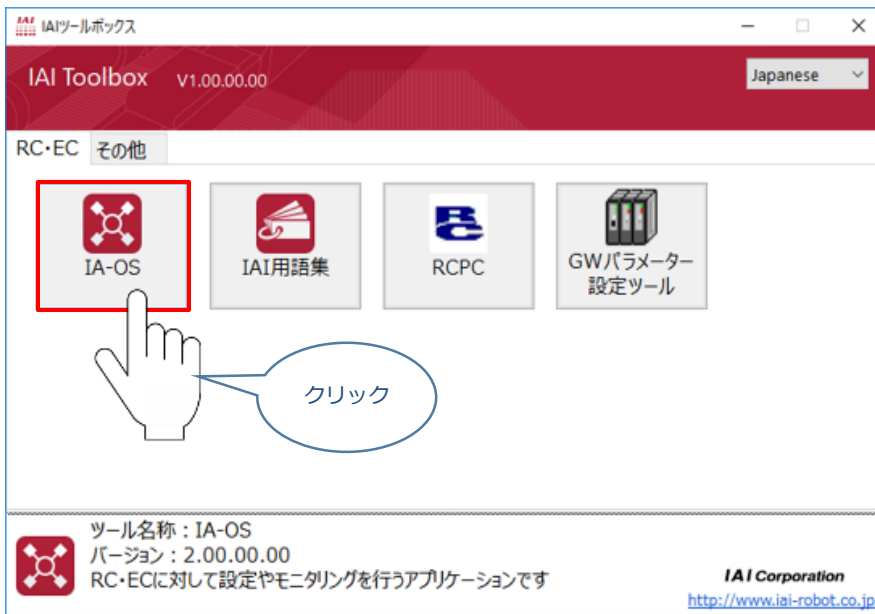 IAIツールボックス
IAI Toolbox V1.00.00.00
Japanese
RC・EC その他
IA-OS
IAI用語集
RCPC
GWパラメーター
設定ツール
クリック
ツール名称：IA-OS
バージョン：2.00.00.00
RC・ECに対して設定やモニタリングを行うアプリケーションです
IAI Corporation
http://www.iai-robot.co.jp